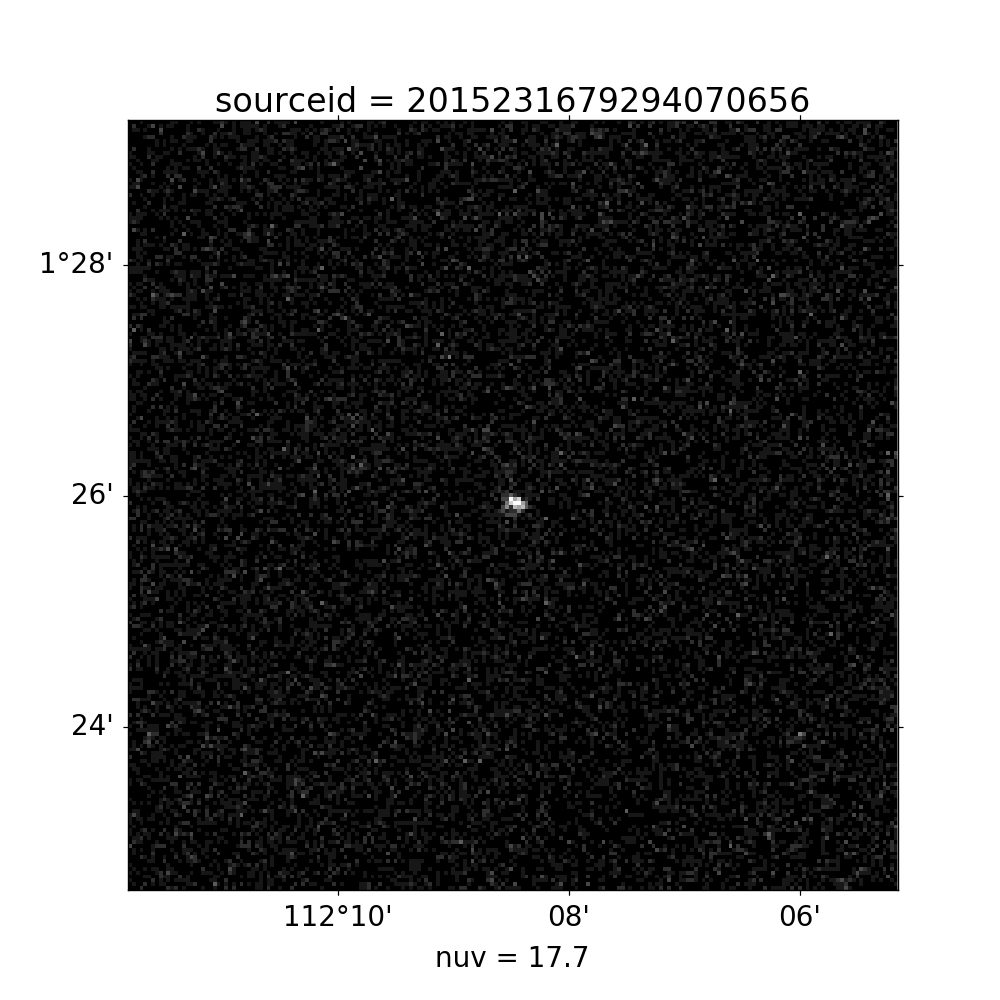 sourceid = 2015231679294070656
1°28'
26'
24'
112°10' 08' 06'
nuv = 17.7